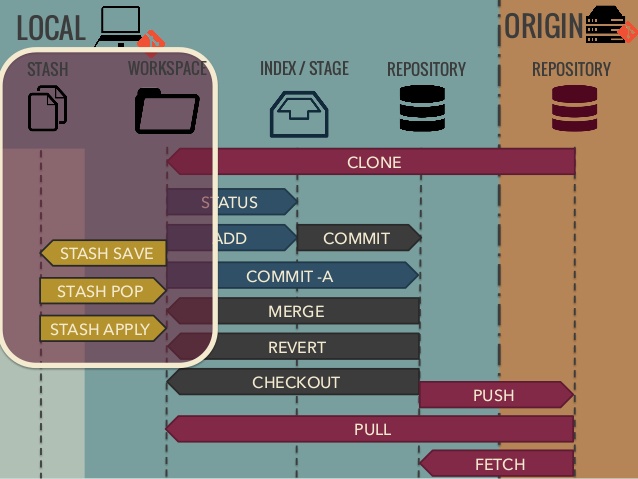 LOCAL
ORIGIN
STASH
WORKSPACE
INDEX / STAGE
REPOSITORY
REPOSITORY
CLONE
STATUS
ADD
COMMIT
STASH SAVE
COMMIT -A
STASH POP
MERGE
STASH APPLY
REVERT
CHECKOUT
PUSH
PULL
FETCH